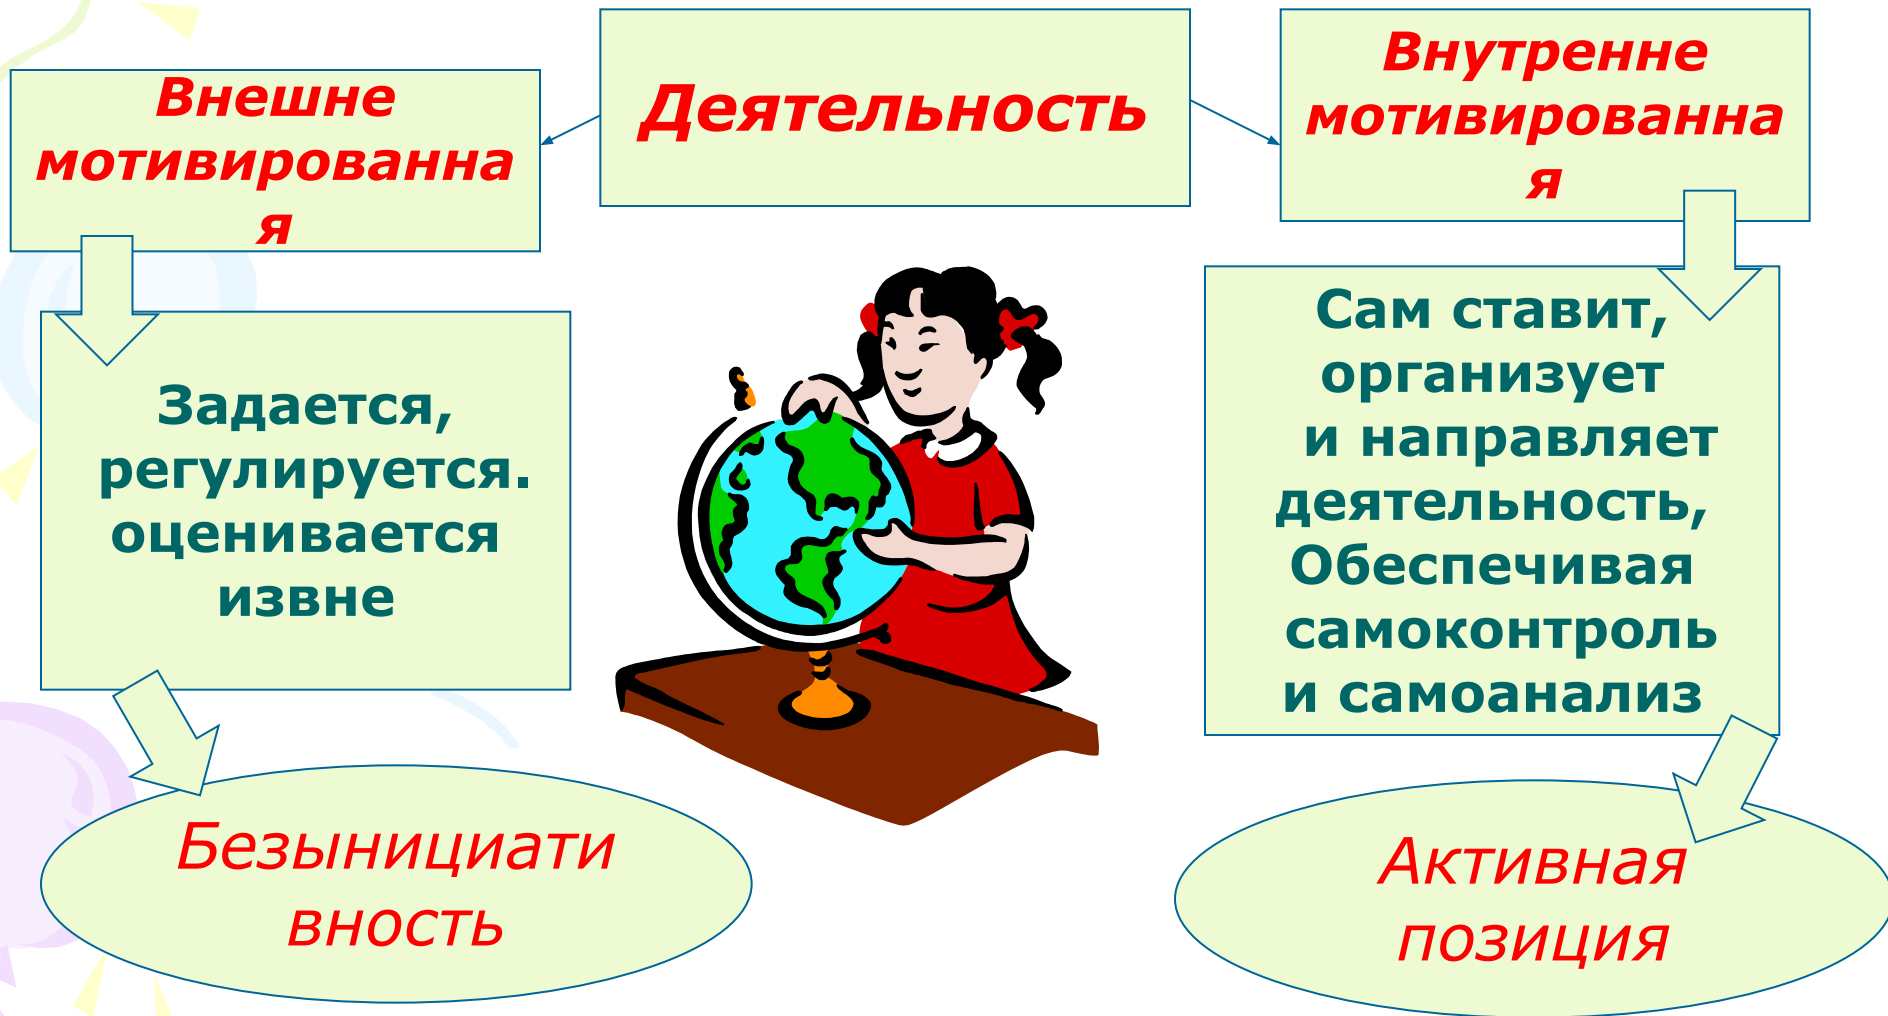 Деятельность
Внешне
мотивированна
я
Задается,
регулируется.
оценивается
извне
Безынициати
вность
Внутренне
мотивированна
я
Сам ставит,
организует
и направляет
деятельность,
Обеспечивая
самоконтроль
и самоанализ
Активная
позиция